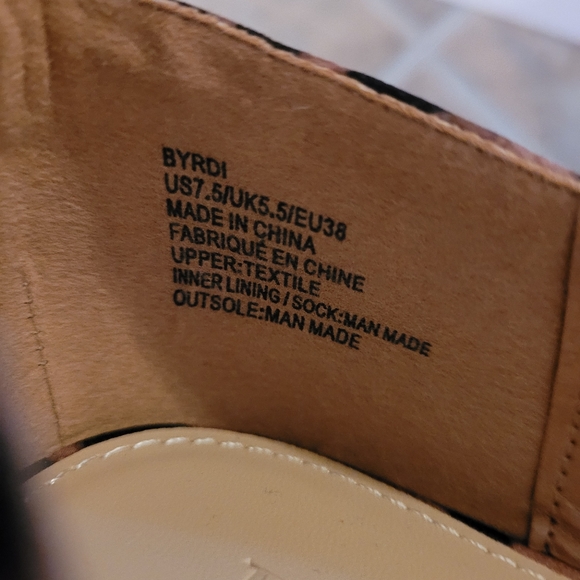 BYRDI
US7.5/UK5.5/EU38
MADE IN CHINA
FABRIQUÉ EN CHINE
UPPER:TEXTILE
INNER LINING / SOCK:MAN MADE
OUTSOLE:MAN MADE